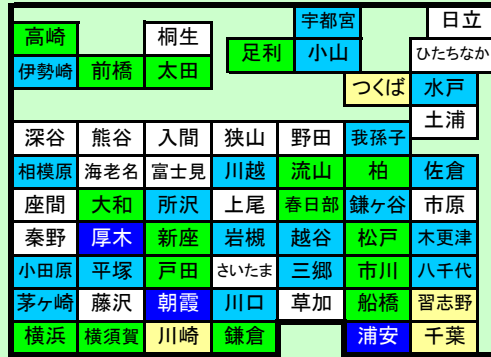 宇都宮 日立
高崎 桐生 足利 小山 ひたちなか
伊勢崎 前橋 太田
つくば 水戸
土浦
深谷 熊谷 入間 狭山 野田 我孫子
相模原 海老名 富士見 川越 流山 柏 佐倉
座間 大和 所沢 上尾 春日部 鎌ヶ谷 市原
秦野 厚木 新座 岩槻 越谷 松戸 木更津
小田原 平塚 戸田 さいたま 三郷 市川 八千代
茅ヶ崎 藤沢 朝霞 川口 草加 船橋 習志野
横浜 横須賀 川崎 鎌倉 浦安 千葉